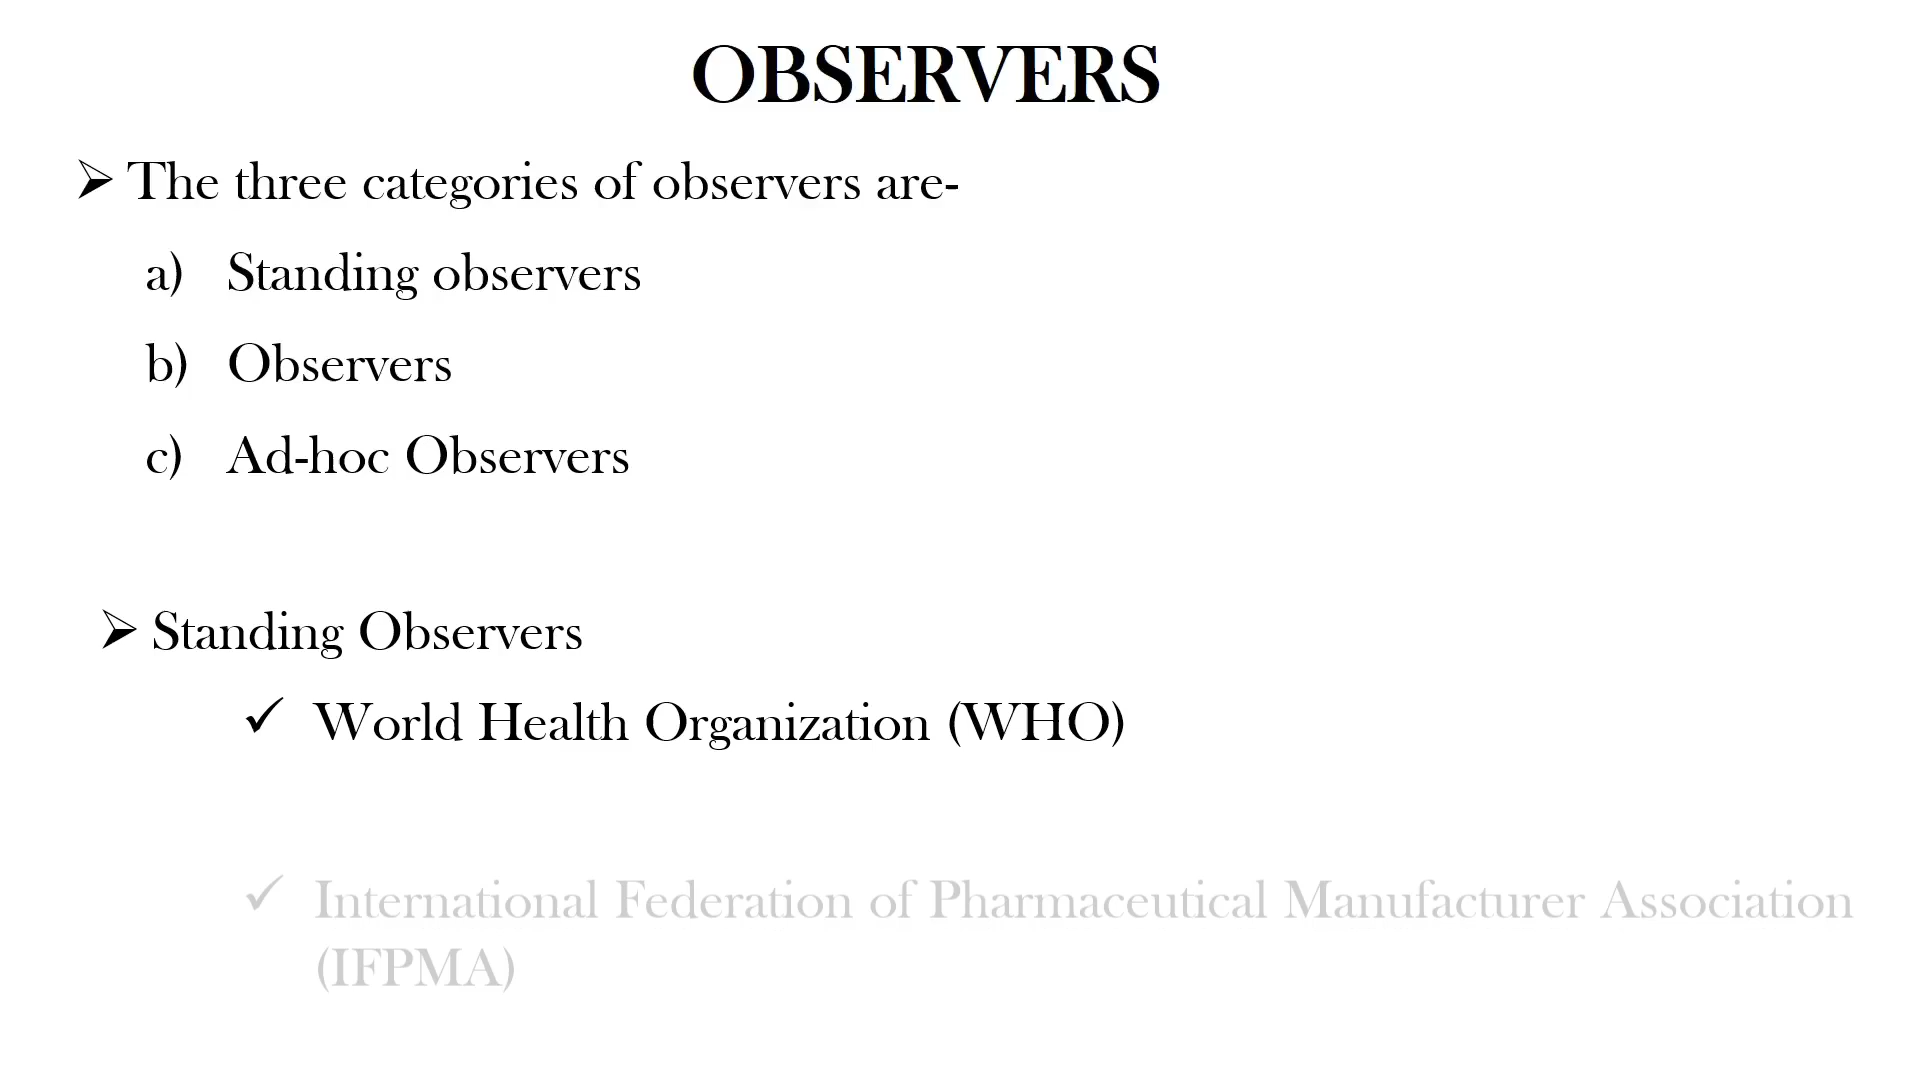 OBSERVERS
➢ The three categories of observers are-
a) Standing observers
b) Observers
c) Ad-hoc Observers
➢ Standing Observers
✓ World Health Organization (WHO)
✓ International Federation of Pharmaceutical Manufacturer Association
(IFPMA)